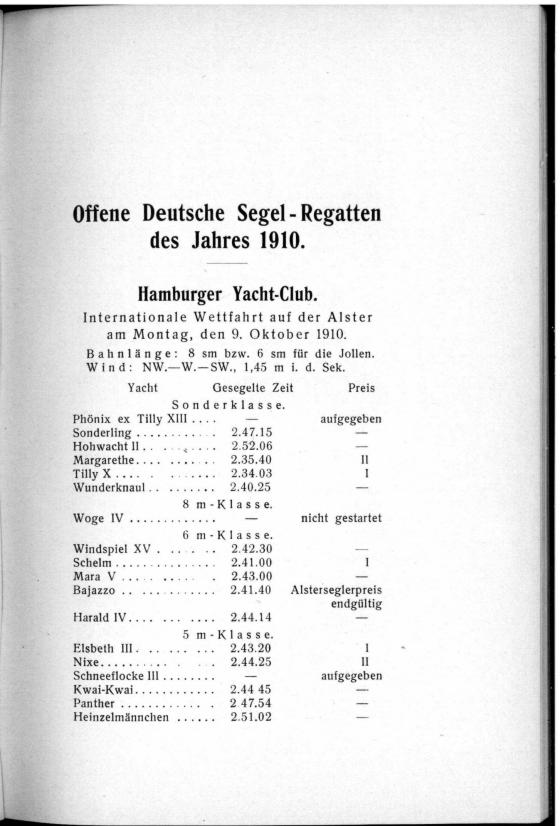 Offene Deutsche Segel-Regatten
des Jahres 1910.
Hamburger Yacht-Club.
Internationale Wettfahrt auf der Alster
am Montag, den 9. Oktober 1910.
Bahnlänge: 8 sm bzw. 6 sm für die Jollen.
Wind: NW.—W.—SW., 1,45 m i. d. Sek.
Yacht Gesegelte Zeit Preis
Sonderklasse.
Phönix ex Tilly XIII .... — aufgegeben
Sonderling ............ 2.47.15 —
Hohwacht II ........... 2.52.06 —
Margarethe............ 2.35.40 II
Tilly X ............... 2.34.03 I
Wunderknaul .......... 2.40.25 —
8 m-Klasse.
Woge IV ............. — nicht gestartet
6 m-Klasse.
Windspiel XV ......... 2.42.30 —
Schelm ............... 2.41.00 I
Mara V .............. 2.43.00 —
Bajazzo .............. 2.41.40 Alsterseglerpreis
endgültig
Harald IV............. 2.44.14 —
5 m-Klasse.
Elsbeth III............ 2.43.20 I
Nixe................. 2.44.25 II
Schneeflocke III ........ — aufgegeben
Kwai-Kwai............ 2.44 45 —
Panther .............. 2.47.54 —
Heinzelmännchen ...... 2.51.02 —